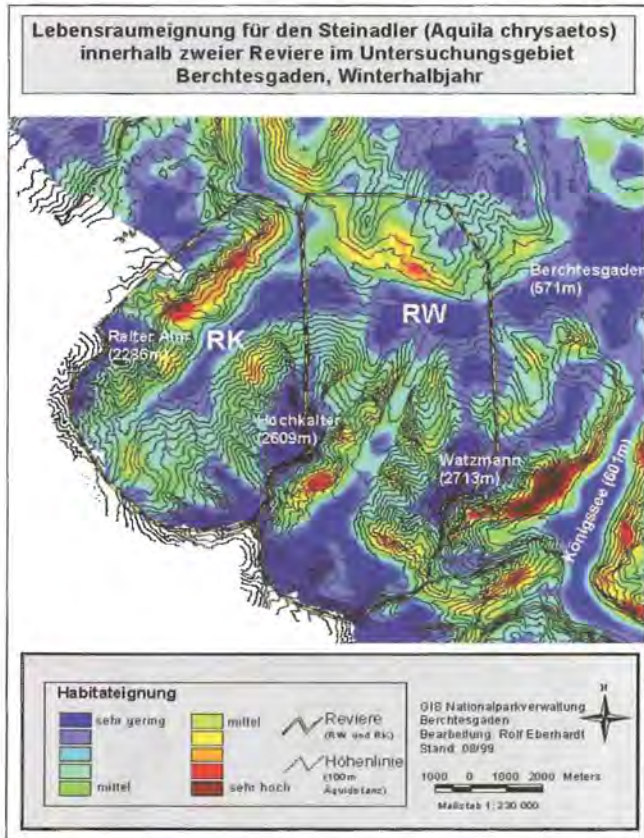 Lebensraumeignung für den Steinadler (Aquila chrysaetos)
innerhalb zweier Reviere im Untersuchungsgebiet
Berchtesgaden, Winterhalbjahr
Berchtesgaden
(571m)
RW
RK
(2286m)
Hochkalter
(2609m)
Watzmann
(2713m)
Königssee (601m)
Habitateignung
sehr gering
mittel
mittel
sehr hoch
Reviere
(RW und RK)
Höhenlinie
(100m
Äquidistanz)
N
GIS Nationalparkverwaltung
Berchtesgaden
Bearbeitung: Rolf Eberhardt
Stand: 08/99
1000 0 1000 2000 Meters
Maßstab 1: 230 000